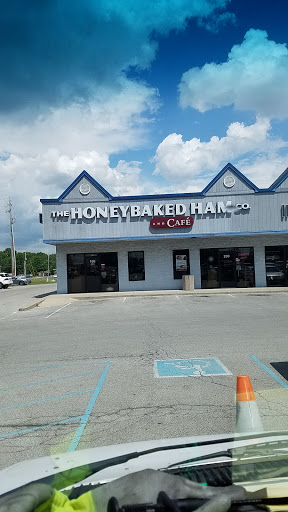 THE HONEYBAKED HAM CO
AND CAFÉ